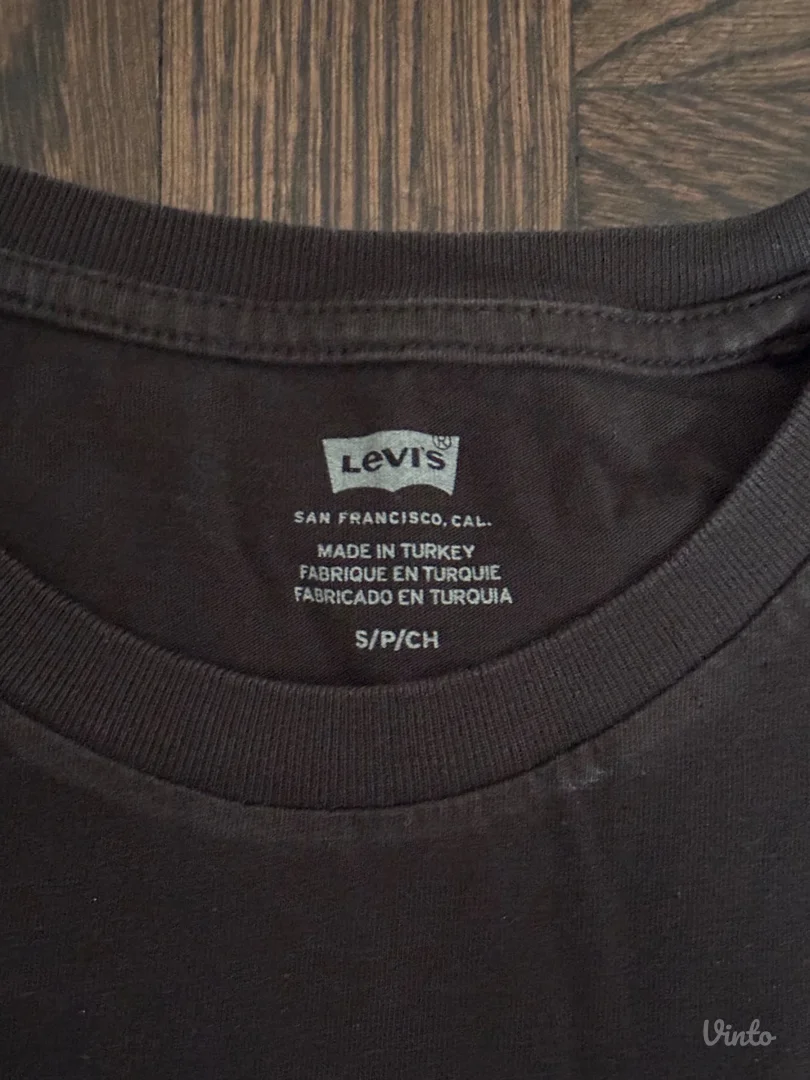 LEVI'S®
SAN FRANCISCO, CAL.
MADE IN TURKEY
FABRIQUE EN TURQUIE
FABRICADO EN TURQUIA
S/P/CH
Vinto